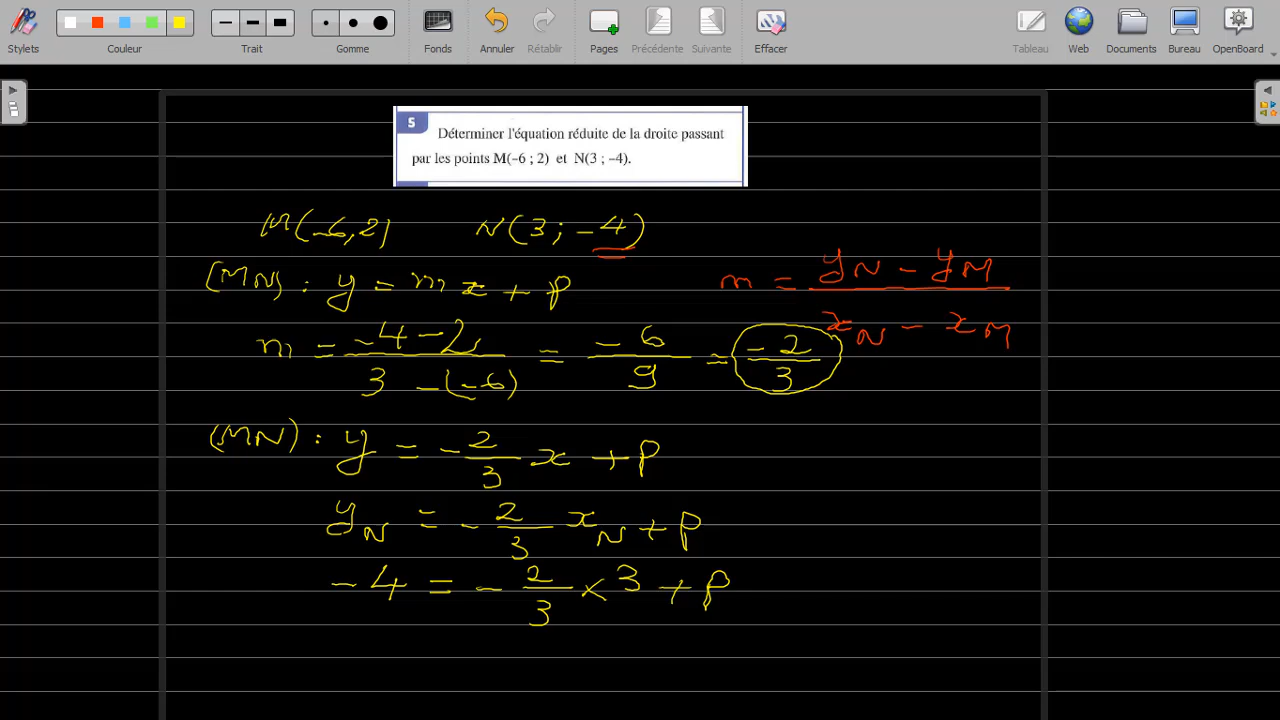 Stylets Couleur Trait Gomme Fonds Annuler Rétablir Pages Précédente Suivante Effacer Tableau Web Documents Bureau OpenBoard
5 Déterminer l'équation réduite de la droite passant
par les points M(–6 ; 2) et N(3 ; –4).
M(-6,2) N(3 ; -4)
(MN) : y = mx + p
m = (yN - yM) / (xN - xM)
m = (-4-2) / (3-(-6)) = -6/9 = -2/3
(MN) : y = -2/3 x + p
yN = -2/3 xN + p
-4 = -2/3 × 3 + p